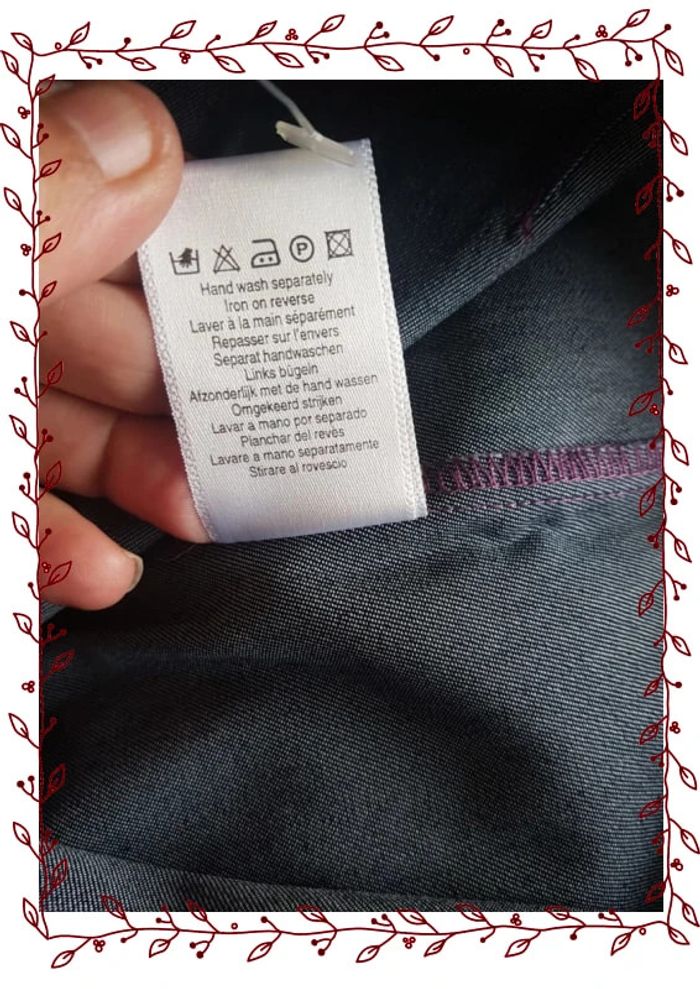 P
Hand wash separately
Iron on reverse
Laver à la main séparément
Repasser sur l'envers
Separat handwaschen
Links bügeln
Afzonderlijk met de hand wassen
Omgekeerd strijken
Lavar a mano por separado
Planchar del revés
Lavare a mano separatamente
Stirare al rovescio